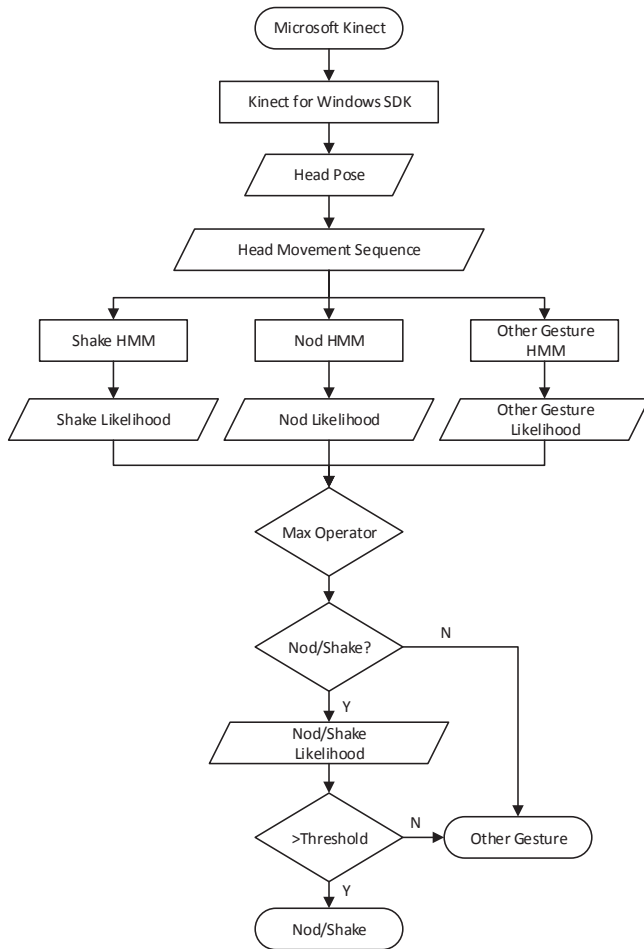 Microsoft Kinect
Kinect for Windows SDK
Head Pose
Head Movement Sequence
Shake HMM
Nod HMM
Other Gesture
HMM
Shake Likelihood
Nod Likelihood
Other Gesture
Likelihood
Max Operator
Nod/Shake?
N
Y
Nod/Shake
Likelihood
>Threshold
N
Other Gesture
Y
Nod/Shake